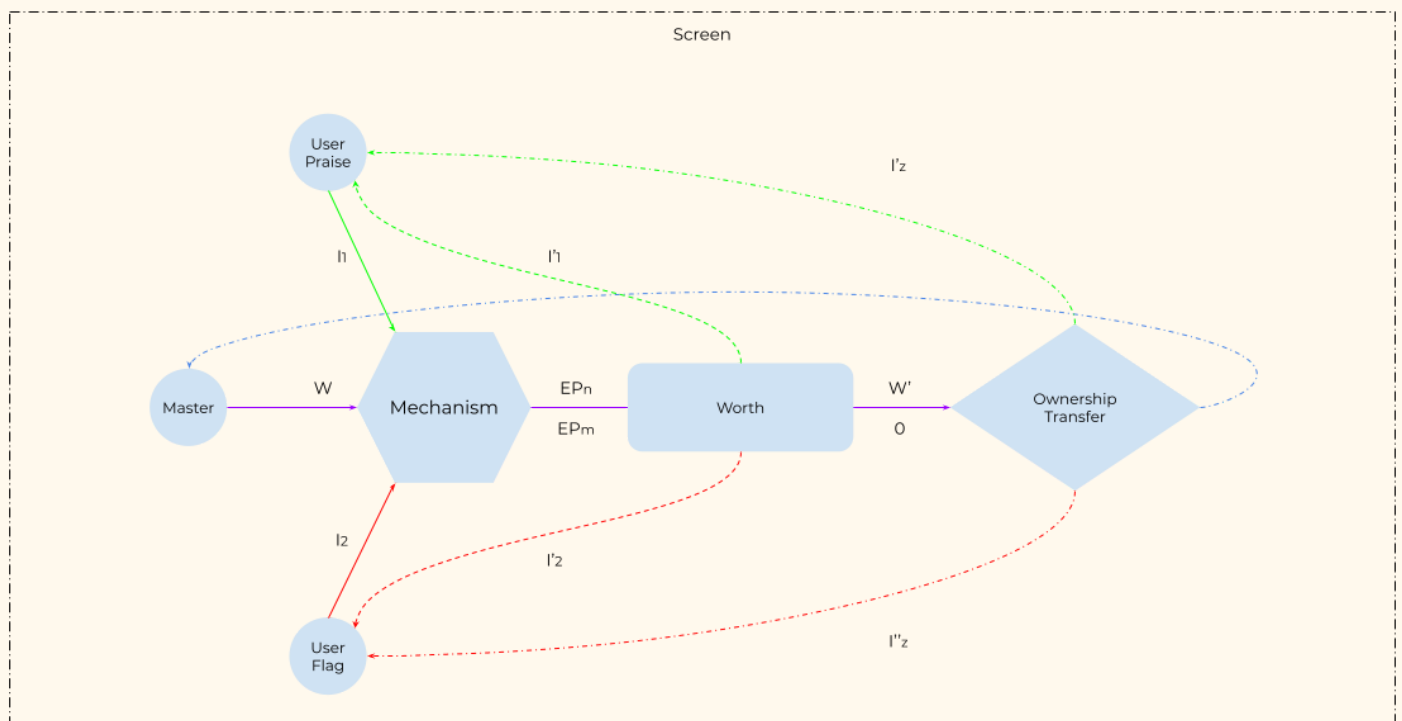 Screen
User
Praise
I'z
I1
I'1
Master
W
Mechanism
EPn
EPm
Worth
W'
0
Ownership
Transfer
I2
I'2
User
Flag
I"z